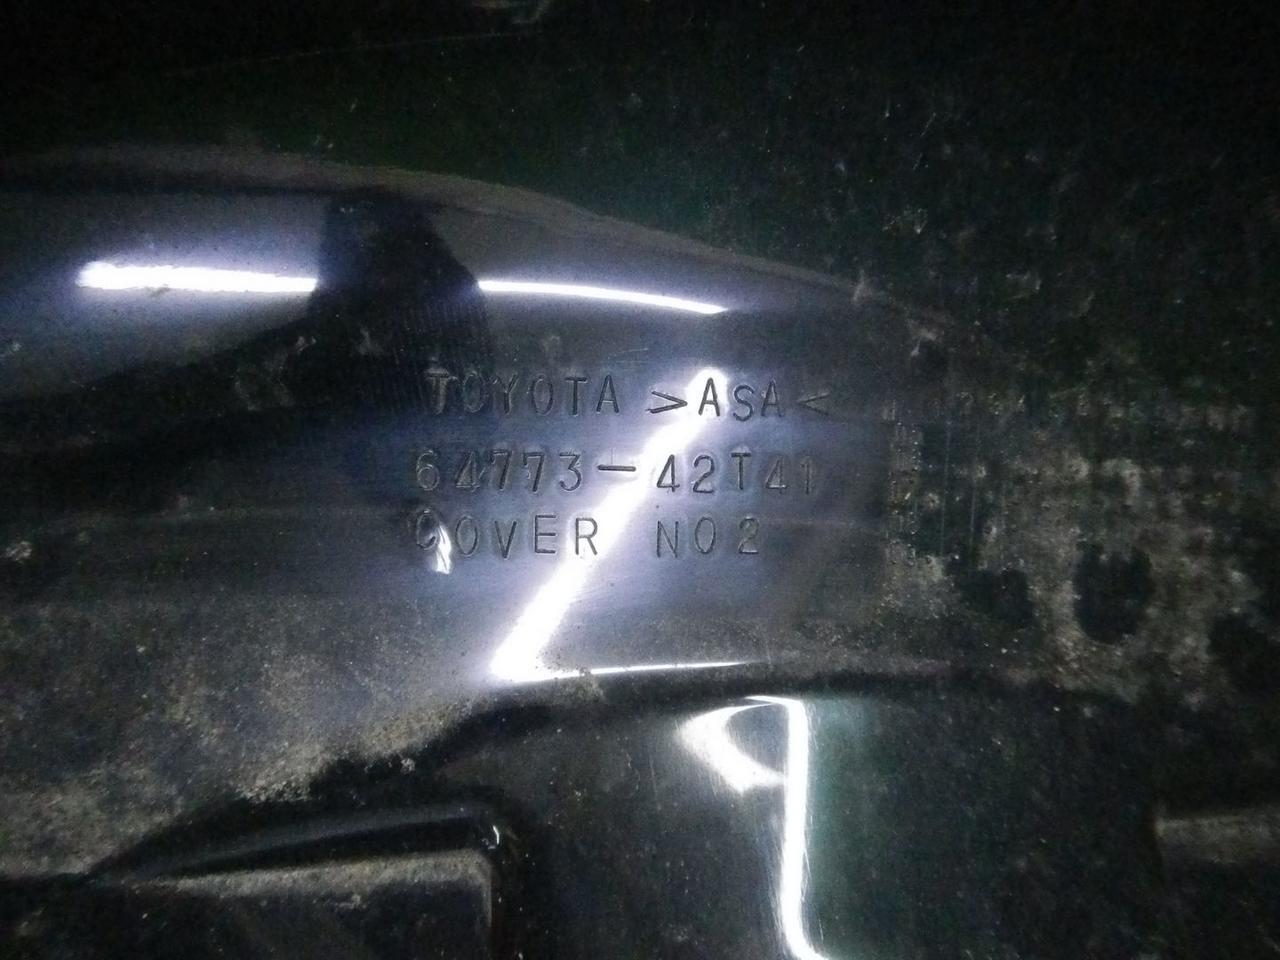 TOYOTA >ASA<
64773-42T41
COVER NO2